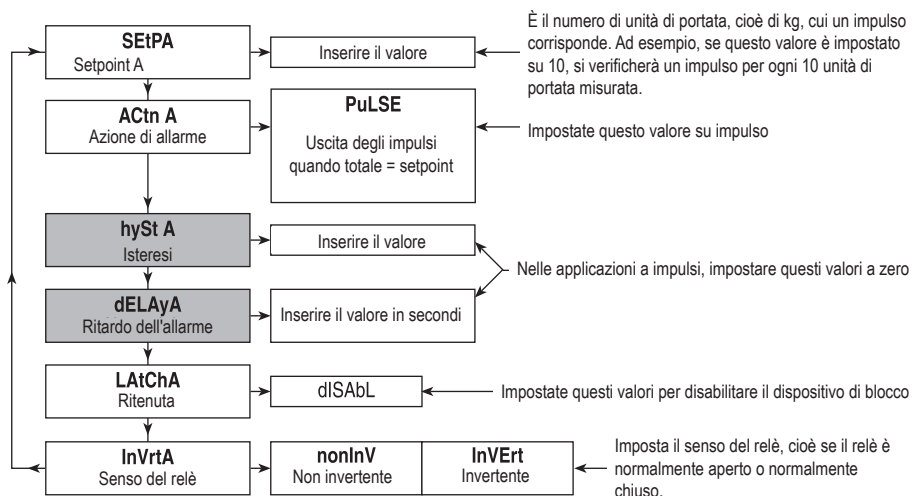 SEtPA
Setpoint A
Inserire il valore
È il numero di unità di portata, cioè di kg, cui un impulso
corrisponde. Ad esempio, se questo valore è impostato
su 10, si verificherà un impulso per ogni 10 unità di
portata misurata.
ACtn A
Azione di allarme
PuLSE
Uscita degli impulsi
quando totale = setpoint
Impostate questo valore su impulso
hySt A
Isteresi
Inserire il valore
Nelle applicazioni a impulsi, impostare questi valori a zero
dELAyA
Ritardo dell'allarme
Inserire il valore in secondi
LAtChA
Ritenuta
dISAbL
Impostate questi valori per disabilitare il dispositivo di blocco
InVrtA
Senso del relè
nonInV
Non invertente
InVErt
Invertente
Imposta il senso del relè, cioè se il relè è
normalmente aperto o normalmente
chiuso.